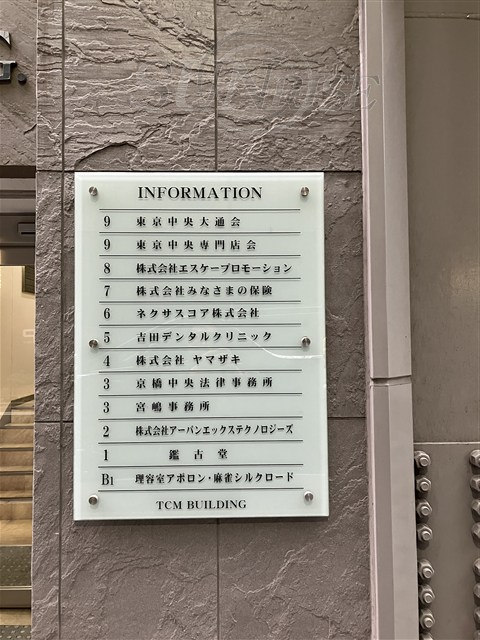 INFORMATION
9 東京中央大通会
9 東京中央専門店会
8 株式会社エスケープロモーション
7 株式会社みなさまの保険
6 ネクサスコア株式会社
5 吉田デンタルクリニック
4 株式会社 ヤマザキ
3 京橋中央法律事務所
3 宮嶋事務所
2 株式会社アーバンエックステクノロジーズ
1 鑑古堂
B1 理容室アポロン・麻雀シルクロード
TCM BUILDING